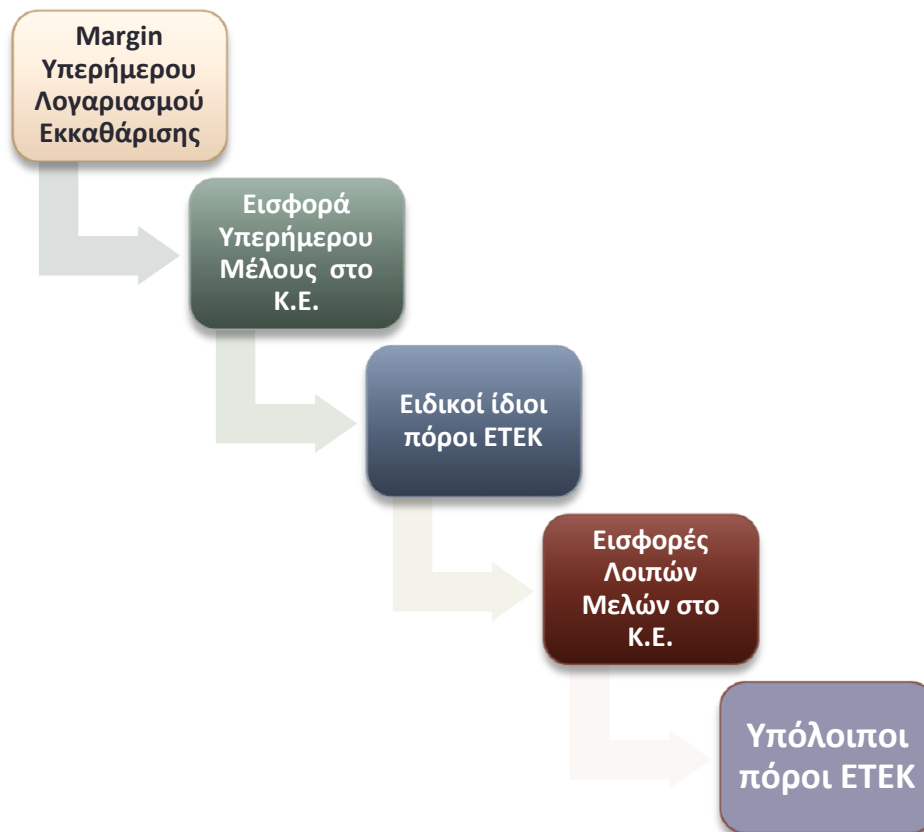 Margin
Υπερήμερου
Λογαριασμού
Εκκαθάρισης
Εισφορά
Υπερήμερου
Μέλους στο
Κ.Ε.
Ειδικοί ίδιοι
πόροι ΕΤΕΚ
Εισφορές
Λοιπών
Μελών στο
Κ.Ε.
Υπόλοιποι
πόροι ΕΤΕΚ